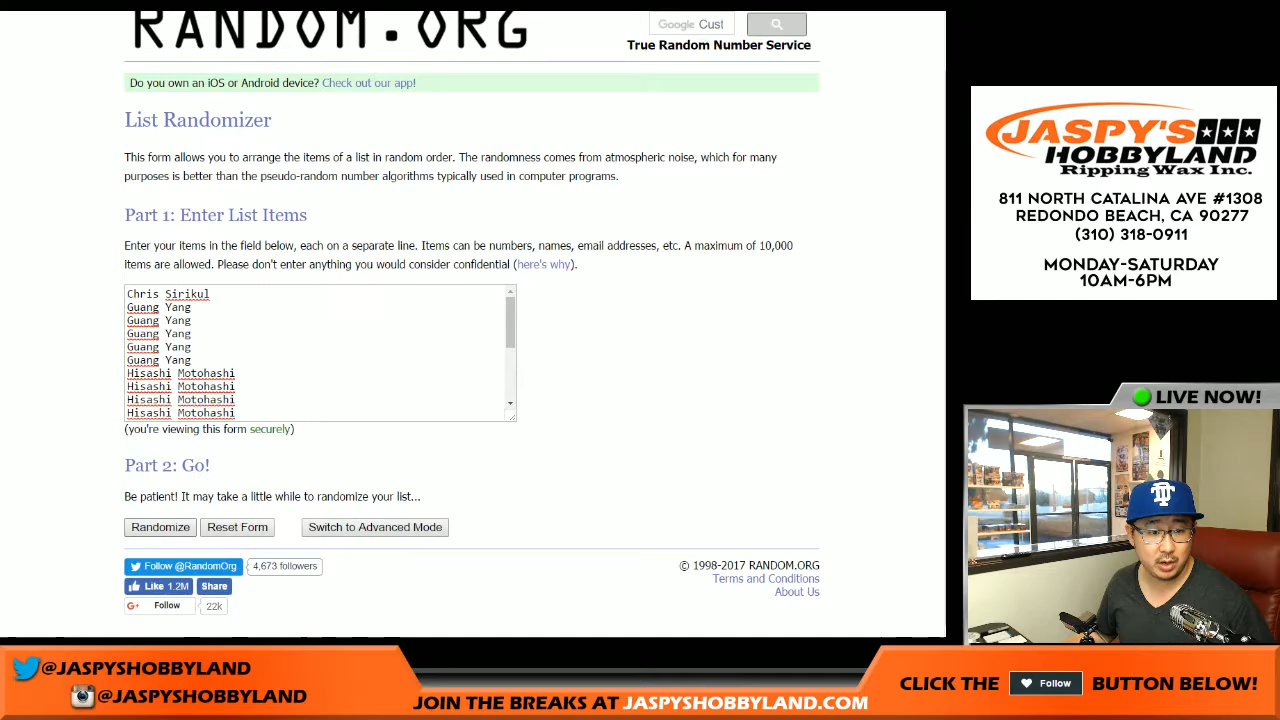 RANDOM.ORG
Google Cust
True Random Number Service
Do you own an iOS or Android device? Check out our app!
List Randomizer
This form allows you to arrange the items of a list in random order. The randomness comes from atmospheric noise, which for many
purposes is better than the pseudo-random number algorithms typically used in computer programs.
Part 1: Enter List Items
Enter your items in the field below, each on a separate line. Items can be numbers, names, email addresses, etc. A maximum of 10,000
items are allowed. Please don't enter anything you would consider confidential (here's why).
Chris Sirikul
Guang Yang
Guang Yang
Guang Yang
Guang Yang
Guang Yang
Hisashi Motohashi
Hisashi Motohashi
Hisashi Motohashi
Hisashi Motohashi
(you're viewing this form securely)
Part 2: Go!
Be patient! It may take a little while to randomize your list...
Randomize Reset Form Switch to Advanced Mode
Follow @RandomOrg 4,673 followers
Like 1.2M Share
G+ Follow 22k
© 1998-2017 RANDOM.ORG
Terms and Conditions
About Us
JASPY'S
HOBBYLAND
Ripping Wax Inc.
811 NORTH CATALINA AVE #1308
REDONDO BEACH, CA 90277
(310) 318-0911
MONDAY-SATURDAY
10AM-6PM
LIVE NOW!
@JASPYSHOBBYLAND
@JASPYSHOBBYLAND
JOIN THE BREAKS AT JASPYSHOBBYLAND.COM
CLICK THE Follow BUTTON BELOW!